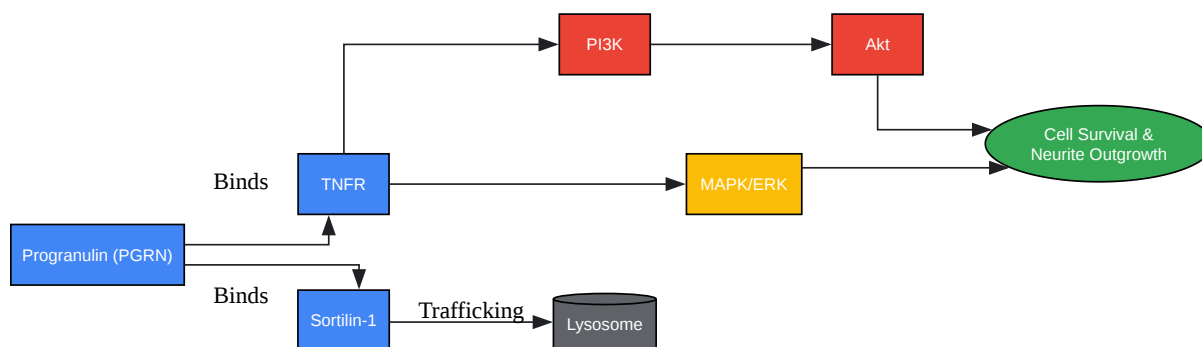 PI3K
Akt
Cell Survival &
Neurite Outgrowth
Binds
TNFR
MAPK/ERK
Progranulin (PGRN)
Binds
Sortilin-1
Trafficking
Lysosome